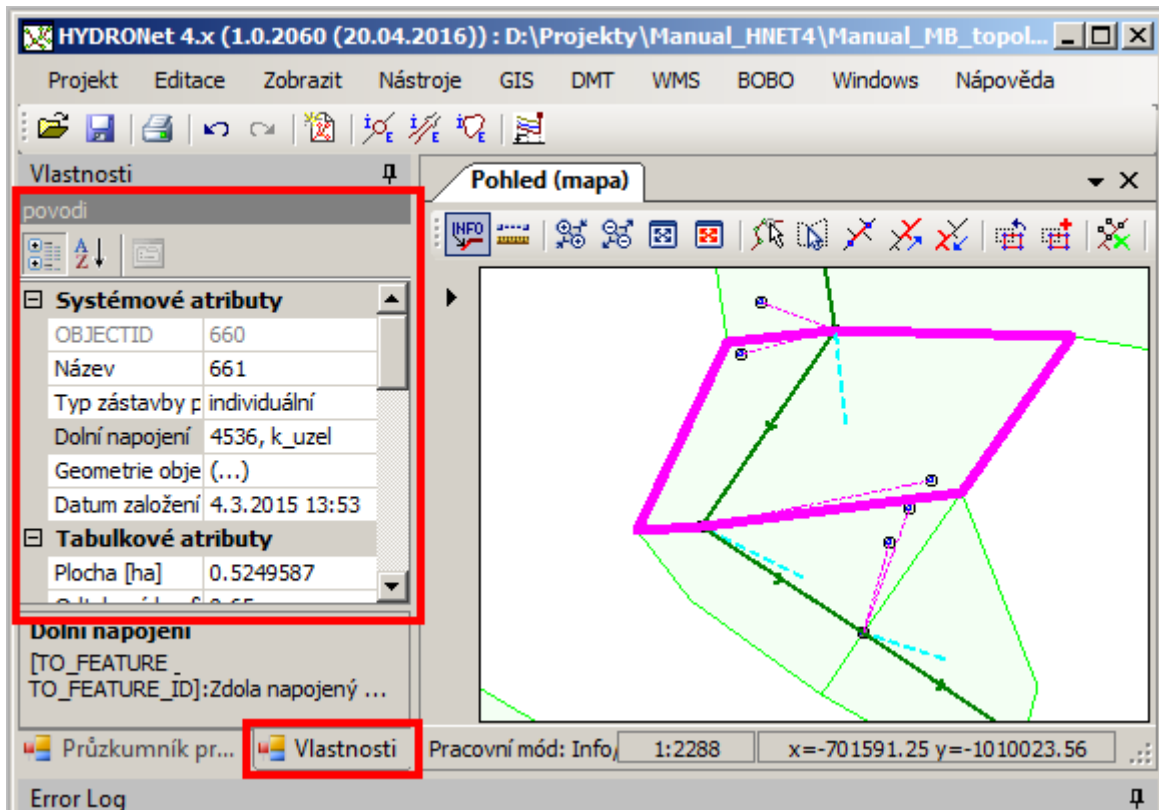 HYDRONet 4.x (1.0.2060 (20.04.2016)) : D:\Projekty\Manual_HNET4\Manual_MB_topol...
Projekt Editace Zobrazit Nástroje GIS DMT WMS BOBO Windows Nápověda
Vlastnosti
Pohled (mapa)
povodi
INFO
Systémové atributy
OBJECTID 660
Název 661
Typ zástavby p individuální
Dolní napojení 4536, k_uzel
Geometrie obje (...)
Datum založení 4.3.2015 13:53
Tabulkové atributy
Plocha [ha] 0.5249587
Dolní napojení
[TO_FEATURE _
TO_FEATURE_ID]:Zdola napojený ...
Průzkumník pr... Vlastnosti Pracovní mód: Info/ 1:2288 x=-701591.25 y=-1010023.56
Error Log